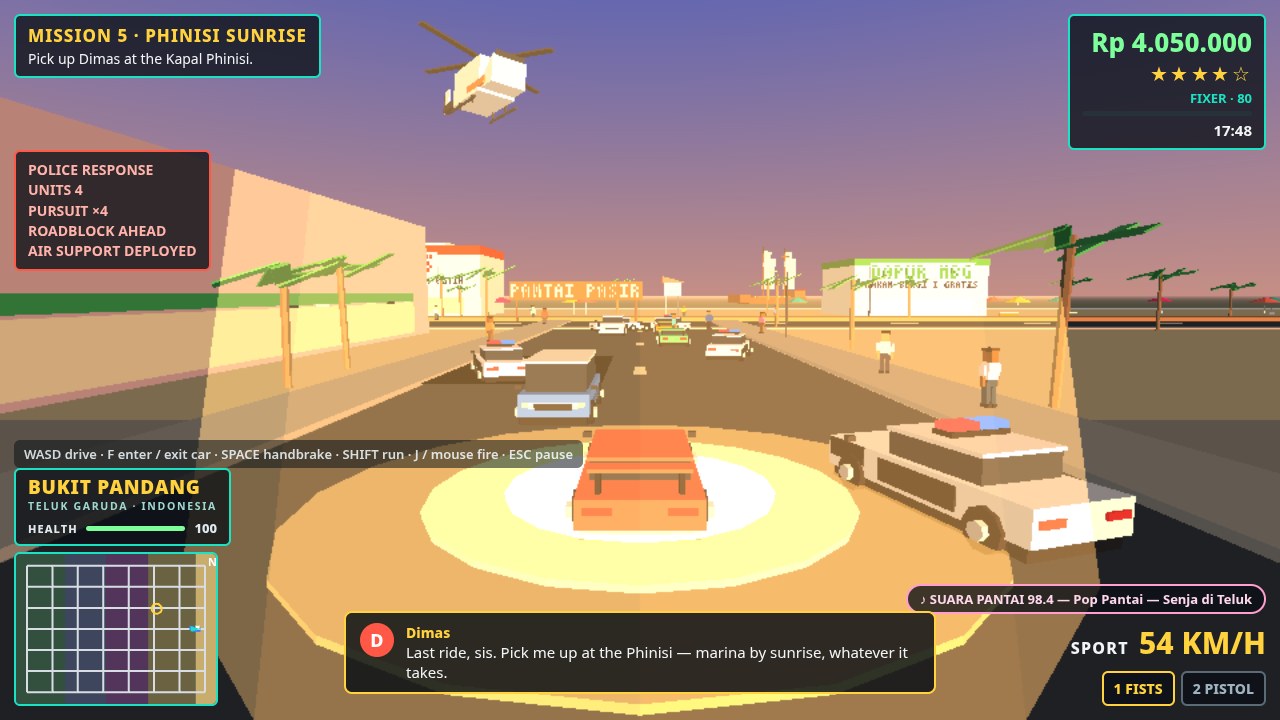 MISSION 5 · PHINISI SUNRISE
Pick up Dimas at the Kapal Phinisi.
Rp 4.050.000
★★★★☆
FIXER · 80
17:48
POLICE RESPONSE
UNITS 4
PURSUIT ×4
ROADBLOCK AHEAD
AIR SUPPORT DEPLOYED
PANTAI PASIR
DAPUR MBG
WASD drive · F enter / exit car · SPACE handbrake · SHIFT run · J / mouse fire · ESC pause
BUKIT PANDANG
TELUK GARUDA · INDONESIA
HEALTH 100
N
♪ SUARA PANTAI 98.4 — Pop Pantai — Senja di Teluk
D
Dimas
Last ride, sis. Pick me up at the Phinisi — marina by sunrise, whatever it
takes.
SPORT 54 KM/H
1 FISTS 2 PISTOL